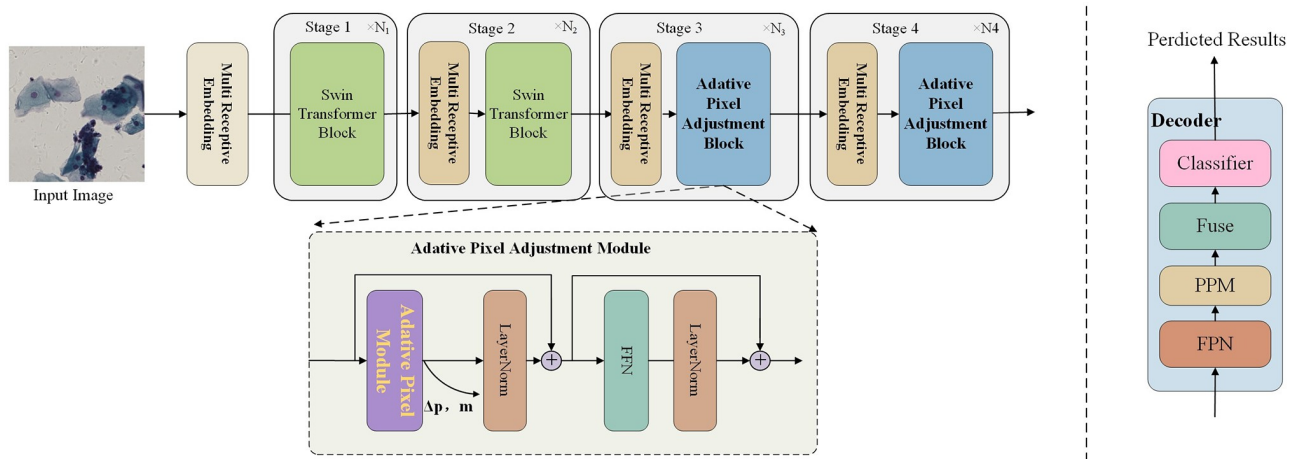 Input Image
Multi Receptive
Embedding
Stage 1
×N₁
Swin
Transformer
Block
Stage 2
×N₂
Multi Receptive
Embedding
Swin
Transformer
Block
Stage 3
×N₃
Multi Receptive
Embedding
Adative
Pixel
Adjustment
Block
Stage 4
×N4
Multi Receptive
Embedding
Adative
Pixel
Adjustment
Block
Adative Pixel Adjustment Module
Adative Pixel
Module
Δp, m
LayerNorm
+
FFN
LayerNorm
+
Perdicted Results
Decoder
Classifier
Fuse
PPM
FPN